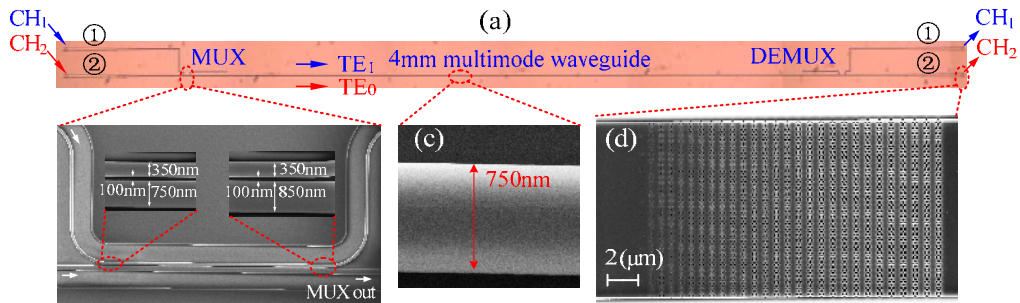 (a)
CH1 ① MUX TE1 4mm multimode waveguide DEMUX ① CH1
CH2 ② TE0 ② CH2
350nm 350nm
100nm 750nm 100nm 850nm
MUX out
(c)
750nm
(d)
2 (μm)